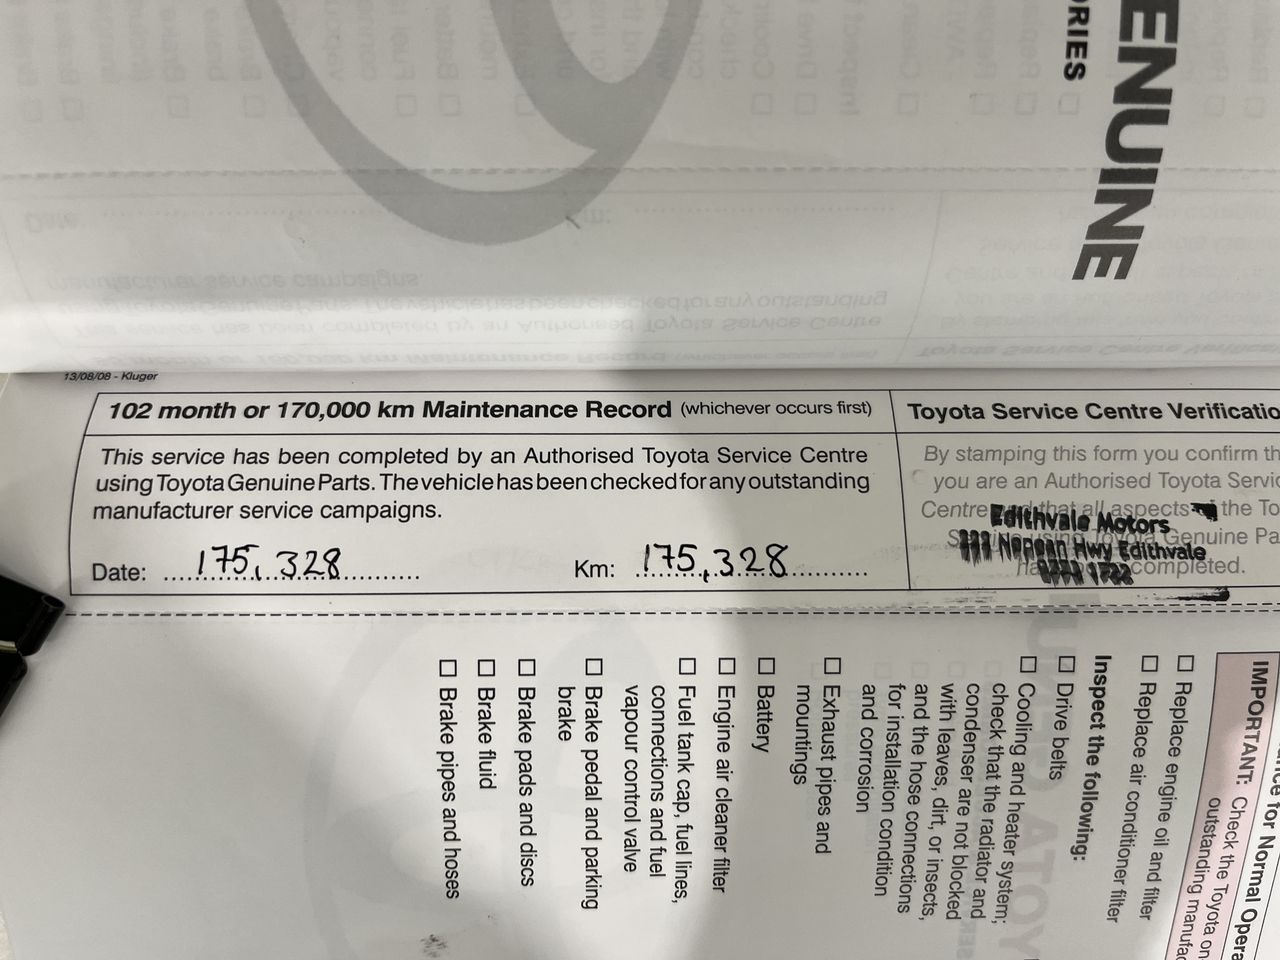 ENUINE
ORIES
13/08/08 - Kluger
102 month or 170,000 km Maintenance Record (whichever occurs first)
This service has been completed by an Authorised Toyota Service Centre
using Toyota Genuine Parts. The vehicle has been checked for any outstanding
manufacturer service campaigns.
Date: 175,328
Km: 175,328
Toyota Service Centre Verificatio
By stamping this form you confirm th
you are an Authorised Toyota Servic
Centre that all aspects the To
Genuine Pa
completed.
Edithvale Motors
Nepean Hwy Edithvale
IMPORTANT: Check the Toyota on
outstanding manufac
nce for Normal Opera
☐ Replace engine oil and filter
☐ Replace air conditioner filter
Inspect the following:
☐ Drive belts
☐ Cooling and heater system;
check that the radiator and
condenser are not blocked
with leaves, dirt, or insects,
and the hose connections
for installation condition
and corrosion
☐ Exhaust pipes and
mountings
☐ Battery
☐ Engine air cleaner filter
☐ Fuel tank cap, fuel lines,
connections and fuel
vapour control valve
☐ Brake pedal and parking
brake
☐ Brake pads and discs
☐ Brake fluid
☐ Brake pipes and hoses